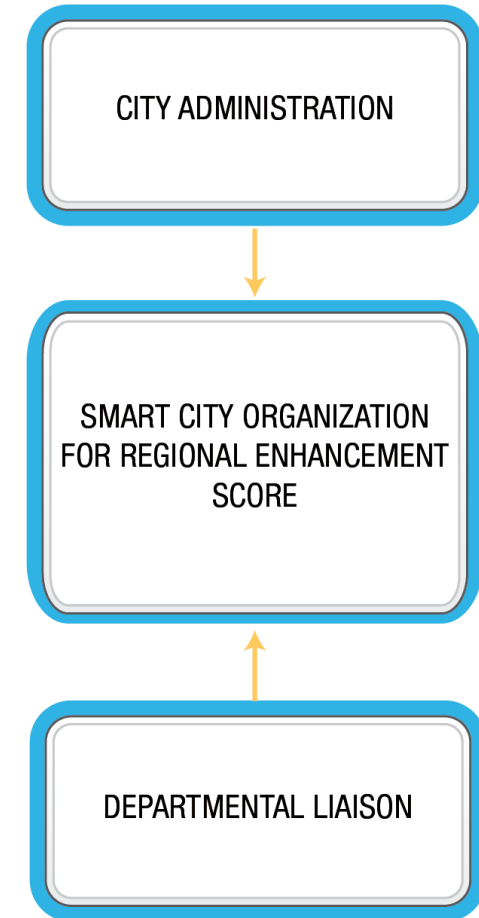 CITY ADMINISTRATION
SMART CITY ORGANIZATION
FOR REGIONAL ENHANCEMENT
SCORE
DEPARTMENTAL LIAISON